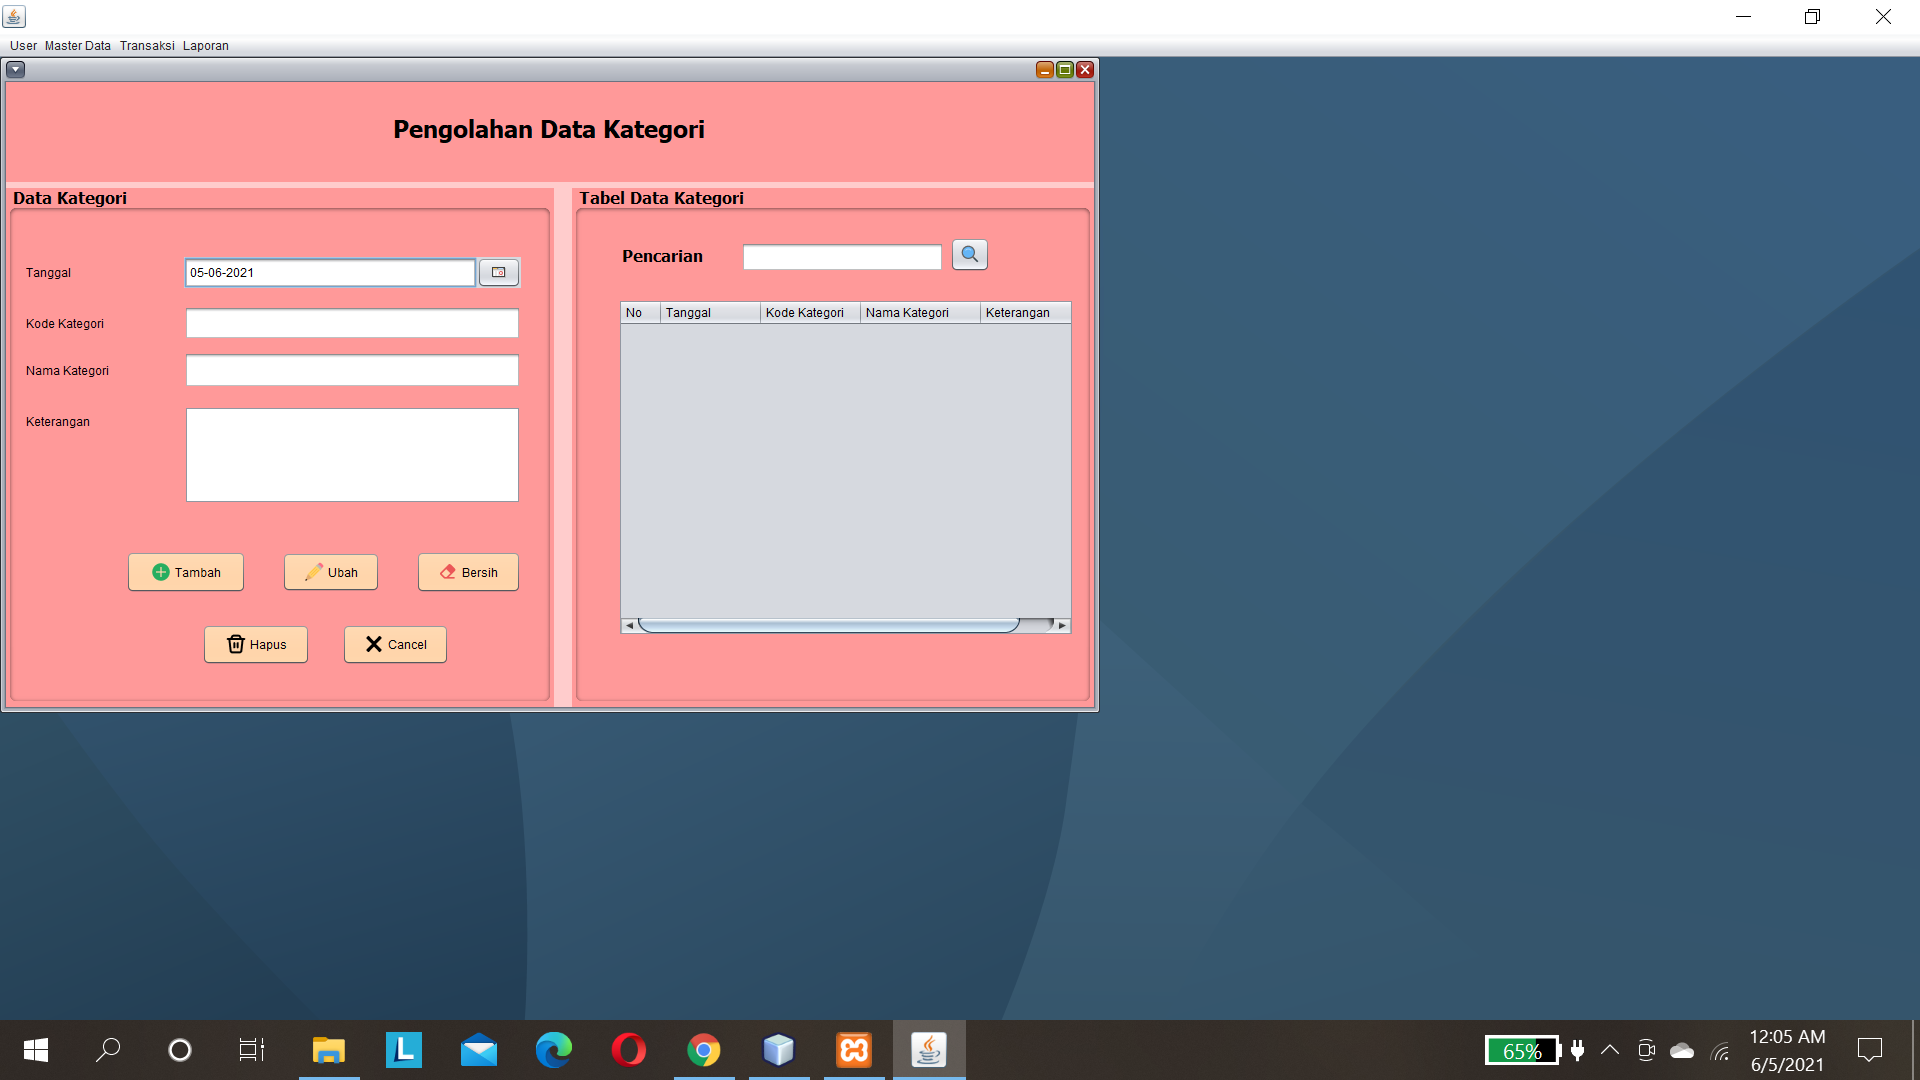 User Master Data Transaksi Laporan
Pengolahan Data Kategori
Data Kategori
Tanggal 05-06-2021
Kode Kategori
Nama Kategori
Keterangan
Tambah Ubah Bersih
Hapus Cancel
Tabel Data Kategori
Pencarian
No Tanggal Kode Kategori Nama Kategori Keterangan
L
65%
12:05 AM
6/5/2021